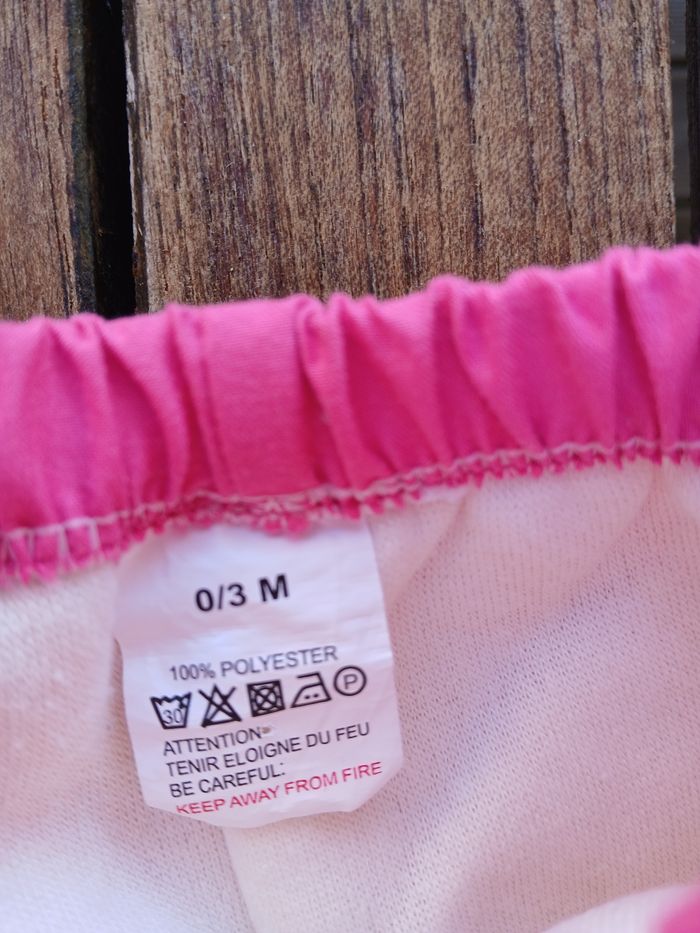 0/3 M
100% POLYESTER
30 P
ATTENTION:
TENIR ELOIGNE DU FEU
BE CAREFUL:
KEEP AWAY FROM FIRE